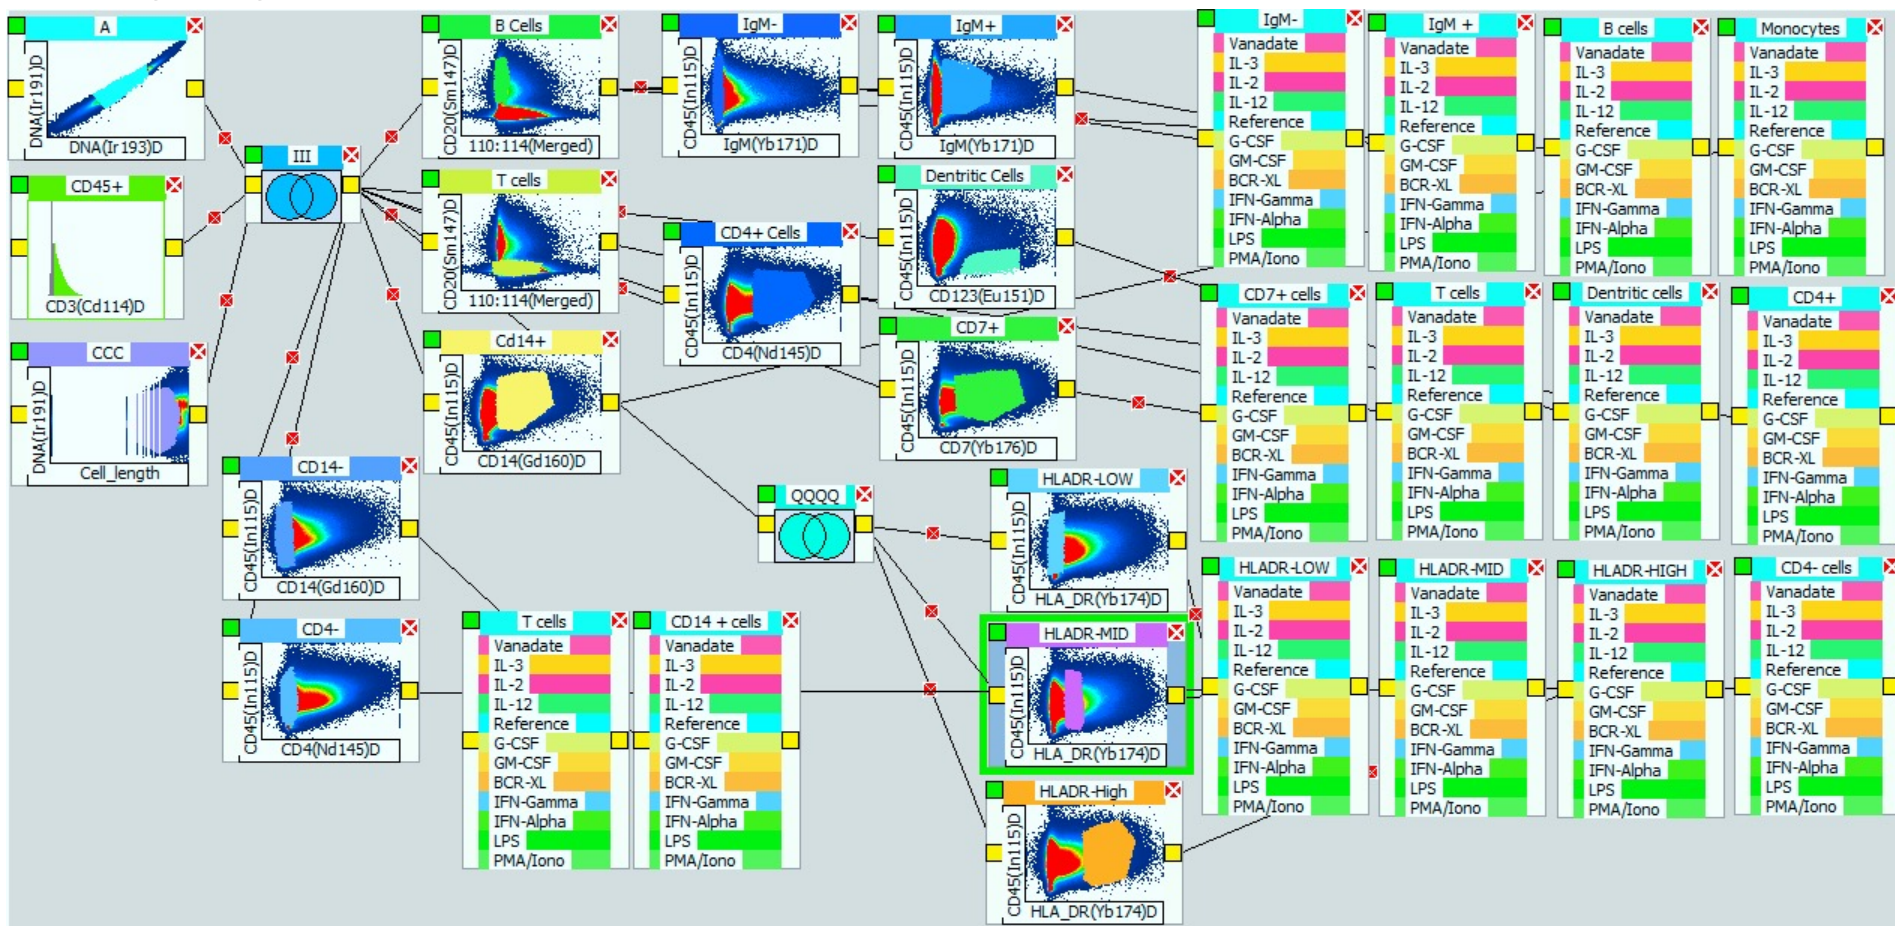 A
DNA(Ir191)D
DNA(Ir193)D
CD45+
CD3(Cd114)D
CCC
DNA(Ir191)D
Cell_length
III
B Cells
CD20(Sm147)D
110:114(Merged)
T cells
CD20(Sm147)D
110:114(Merged)
Cd14+
CD45(In115)D
CD14(Gd160)D
CD14-
CD45(In115)D
CD14(Gd160)D
CD4-
CD45(In115)D
CD4(Nd145)D
IgM-
CD45(In115)D
IgM(Yb171)D
IgM+
CD45(In115)D
IgM(Yb171)D
CD4+ Cells
CD45(In115)D
CD4(Nd145)D
Dentritic Cells
CD45(In115)D
CD123(Eu151)D
CD7+
CD45(In115)D
CD7(Yb176)D
QQQQ
HLADR-LOW
CD45(In115)D
HLA_DR(Yb174)D
HLADR-MID
CD45(In115)D
HLA_DR(Yb174)D
HLADR-High
CD45(In115)D
HLA_DR(Yb174)D
T cells
Vanadate
IL-3
IL-2
IL-12
Reference
G-CSF
GM-CSF
BCR-XL
IFN-Gamma
IFN-Alpha
LPS
PMA/Iono
CD14 + cells
Vanadate
IL-3
IL-2
IL-12
Reference
G-CSF
GM-CSF
BCR-XL
IFN-Gamma
IFN-Alpha
LPS
PMA/Iono
IgM-
Vanadate
IL-3
IL-2
IL-12
Reference
G-CSF
GM-CSF
BCR-XL
IFN-Gamma
IFN-Alpha
LPS
PMA/Iono
IgM +
Vanadate
IL-3
IL-2
IL-12
Reference
G-CSF
GM-CSF
BCR-XL
IFN-Gamma
IFN-Alpha
LPS
PMA/Iono
B cells
Vanadate
IL-3
IL-2
IL-12
Reference
G-CSF
GM-CSF
BCR-XL
IFN-Gamma
IFN-Alpha
LPS
PMA/Iono
Monocytes
Vanadate
IL-3
IL-2
IL-12
Reference
G-CSF
GM-CSF
BCR-XL
IFN-Gamma
IFN-Alpha
LPS
PMA/Iono
CD7+ cells
Vanadate
IL-3
IL-2
IL-12
Reference
G-CSF
GM-CSF
BCR-XL
IFN-Gamma
IFN-Alpha
LPS
PMA/Iono
T cells
Vanadate
IL-3
IL-2
IL-12
Reference
G-CSF
GM-CSF
BCR-XL
IFN-Gamma
IFN-Alpha
LPS
PMA/Iono
Dentritic cells
Vanadate
IL-3
IL-2
IL-12
Reference
G-CSF
GM-CSF
BCR-XL
IFN-Gamma
IFN-Alpha
LPS
PMA/Iono
CD4+
Vanadate
IL-3
IL-2
IL-12
Reference
G-CSF
GM-CSF
BCR-XL
IFN-Gamma
IFN-Alpha
LPS
PMA/Iono
HLADR-LOW
Vanadate
IL-3
IL-2
IL-12
Reference
G-CSF
GM-CSF
BCR-XL
IFN-Gamma
IFN-Alpha
LPS
PMA/Iono
HLADR-MID
Vanadate
IL-3
IL-2
IL-12
Reference
G-CSF
GM-CSF
BCR-XL
IFN-Gamma
IFN-Alpha
LPS
PMA/Iono
HLADR-HIGH
Vanadate
IL-3
IL-2
IL-12
Reference
G-CSF
GM-CSF
BCR-XL
IFN-Gamma
IFN-Alpha
LPS
PMA/Iono
CD4- cells
Vanadate
IL-3
IL-2
IL-12
Reference
G-CSF
GM-CSF
BCR-XL
IFN-Gamma
IFN-Alpha
LPS
PMA/Iono